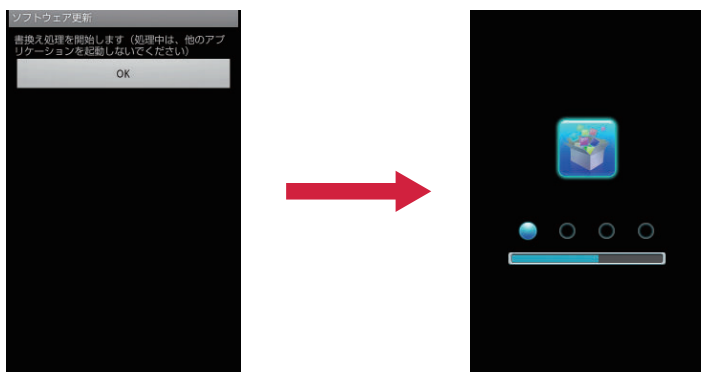 ソフトウェア更新
書換え処理を開始します（処理中は、他のアプ
リケーションを起動しないでください）
OK